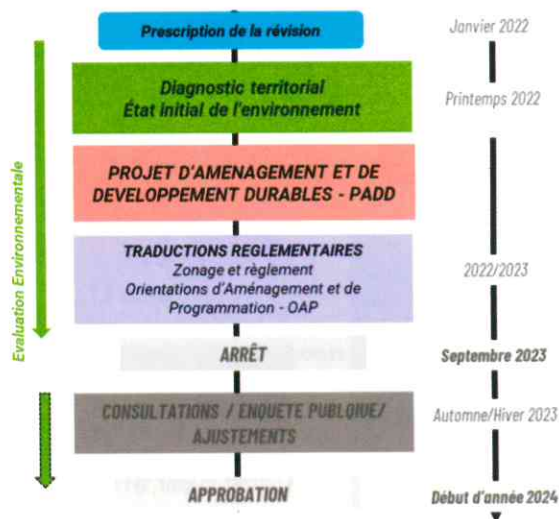 Prescription de la révision
Janvier 2022
Diagnostic territorial
État initial de l'environnement
Printemps 2022
PROJET D'AMENAGEMENT ET DE
DEVELOPPEMENT DURABLES - PADD
TRADUCTIONS REGLEMENTAIRES
Zonage et règlement
Orientations d'Aménagement et de
Programmation - OAP
2022/2023
Evaluation Environnementale
ARRÊT
Septembre 2023
CONSULTATIONS / ENQUETE PUBLQIUE/
AJUSTEMENTS
Automne/Hiver 2023
APPROBATION
Début d'année 2024